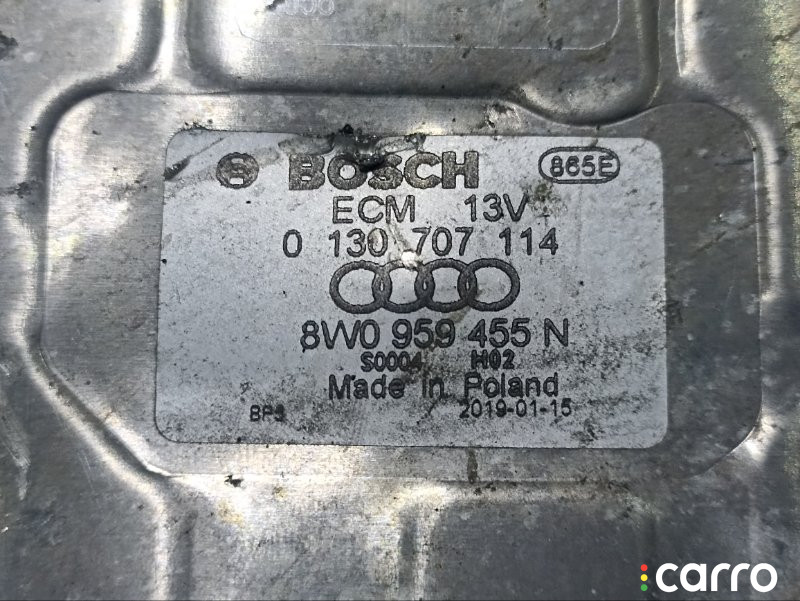 BOSCH 865E
ECM 13V
0 130 707 114
8W0 959 455 N
S0004 H02
Made in Poland
2019-01-15
carro